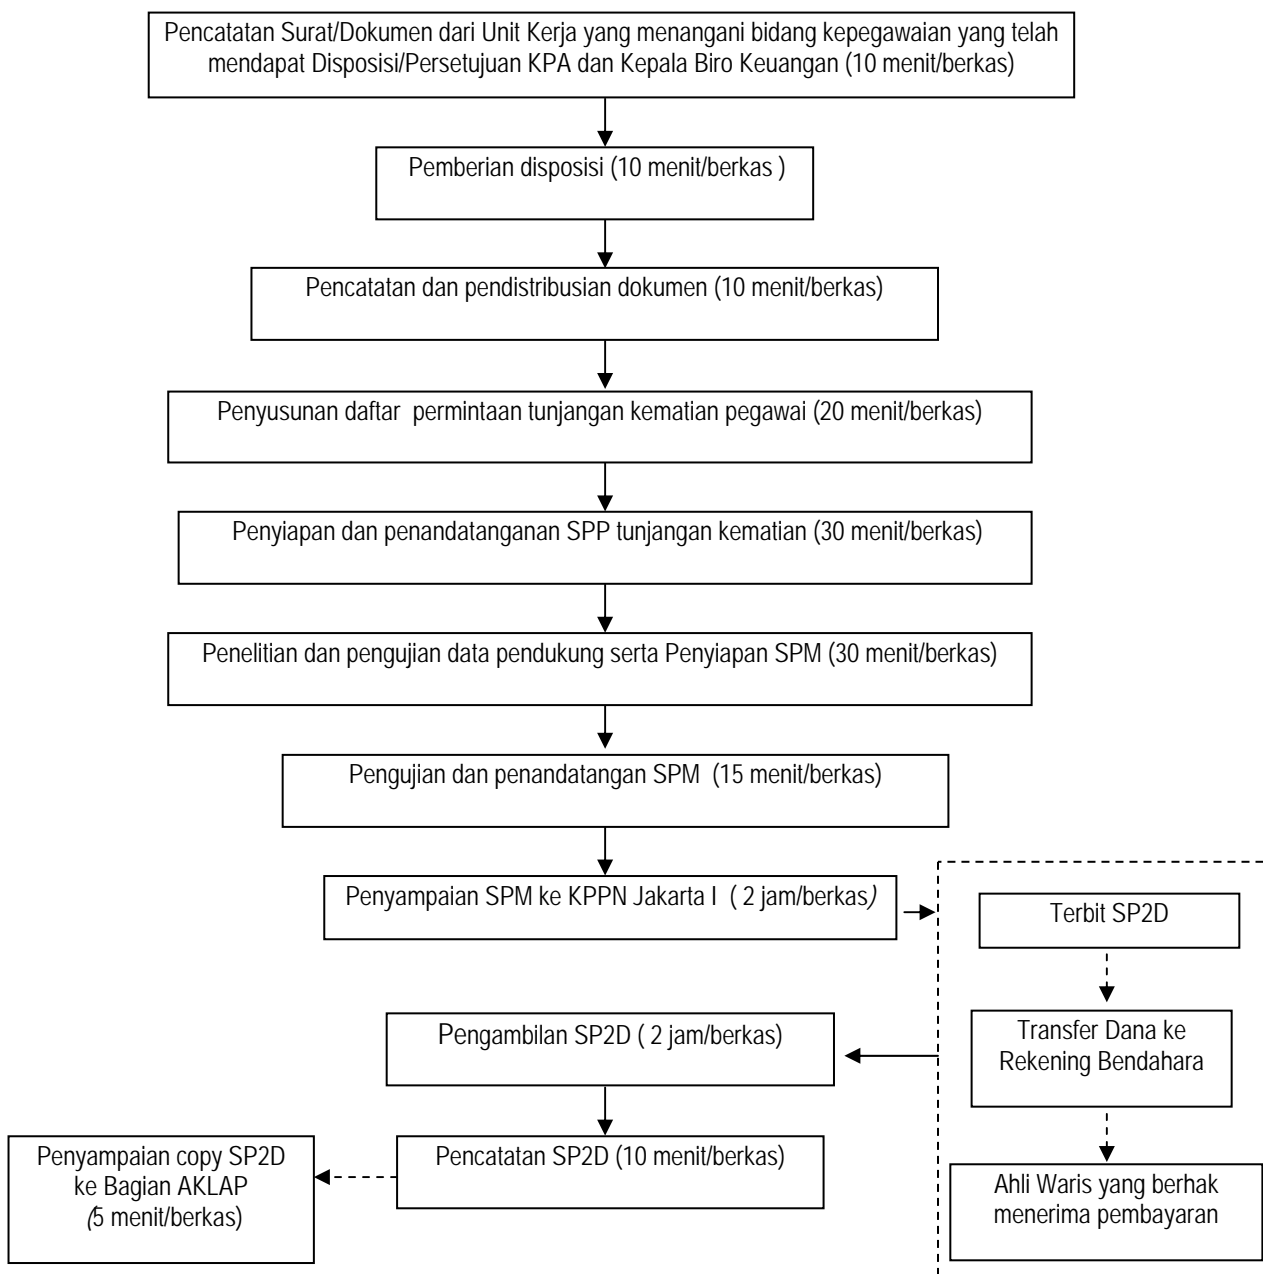 Pencatatan Surat/Dokumen dari Unit Kerja yang menangani bidang kepegawaian yang telah
mendapat Disposisi/Persetujuan KPA dan Kepala Biro Keuangan (10 menit/berkas)
Pemberian disposisi (10 menit/berkas )
Pencatatan dan pendistribusian dokumen (10 menit/berkas)
Penyusunan daftar permintaan tunjangan kematian pegawai (20 menit/berkas)
Penyiapan dan penandatanganan SPP tunjangan kematian (30 menit/berkas)
Penelitian dan pengujian data pendukung serta Penyiapan SPM (30 menit/berkas)
Pengujian dan penandatangan SPM (15 menit/berkas)
Penyampaian SPM ke KPPN Jakarta I ( 2 jam/berkas)
Terbit SP2D
Transfer Dana ke
Rekening Bendahara
Ahli Waris yang berhak
menerima pembayaran
Pengambilan SP2D ( 2 jam/berkas)
Pencatatan SP2D (10 menit/berkas)
Penyampaian copy SP2D
ke Bagian AKLAP
(5 menit/berkas)